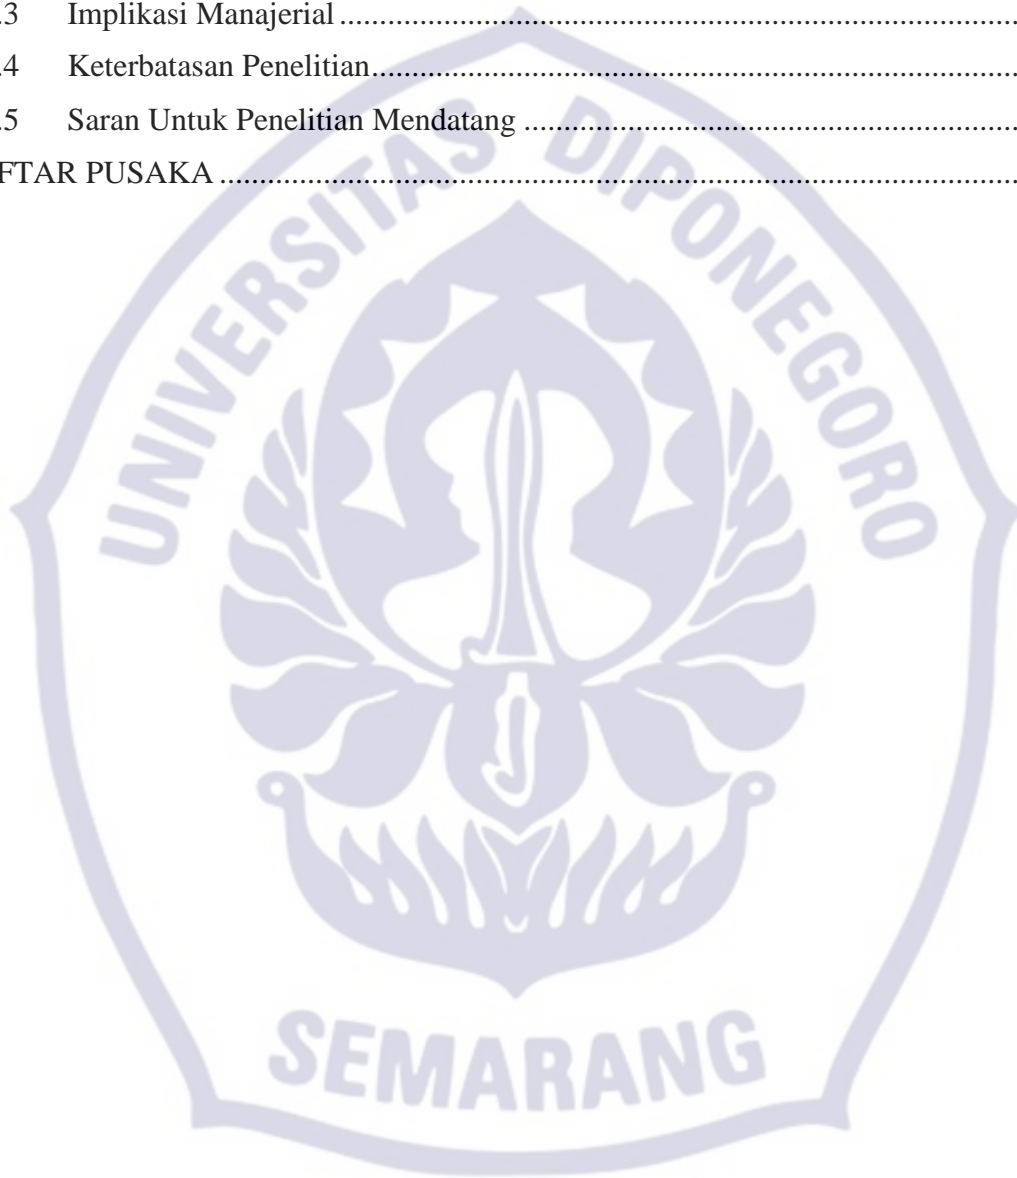 .3 Implikasi Manajerial ....................................................................................
.4 Keterbatasan Penelitian................................................................................
.5 Saran Untuk Penelitian Mendatang .............................................................
FTAR PUSAKA ....................................................................................................
UNIVERSITAS DIPONEGORO
SEMARANG